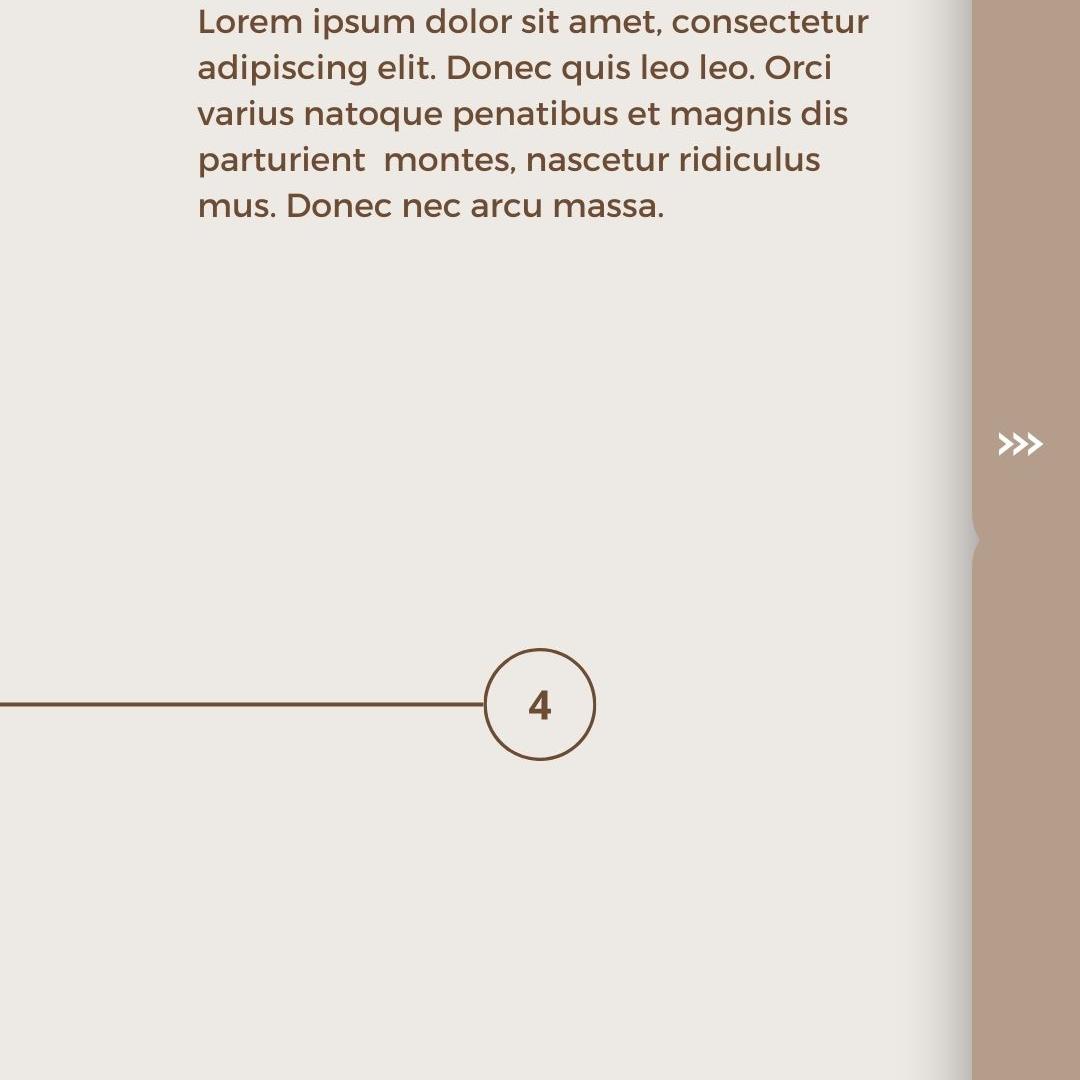 Lorem ipsum dolor sit amet, consectetur
adipiscing elit. Donec quis leo leo. Orci
varius natoque penatibus et magnis dis
parturient  montes, nascetur ridiculus
mus. Donec nec arcu massa.
4